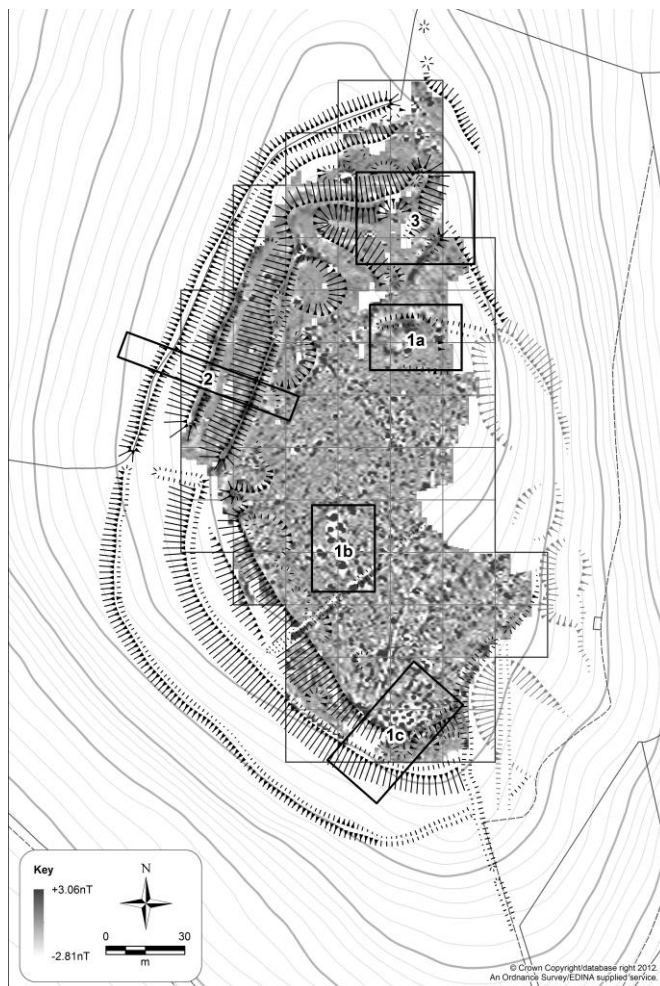 3
1a
2
1b
1c
Key
+3.06nT
-2.81nT
N
0 30
m
© Crown Copyright/database right 2012.
An Ordnance Survey/EDINA supplied service.